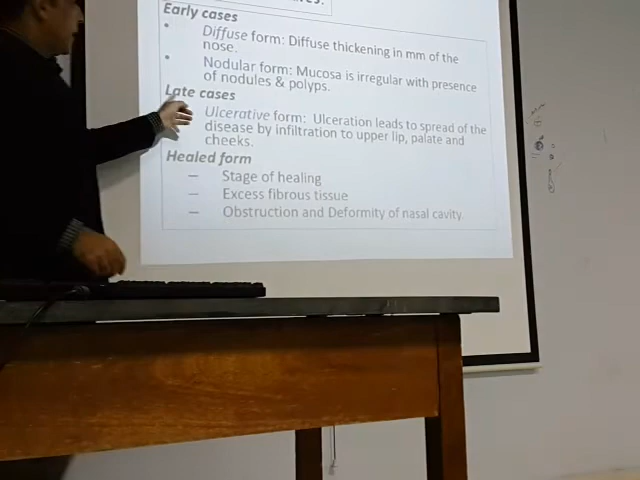 Early cases
• Diffuse form: Diffuse thickening in mm of the
nose.
• Nodular form: Mucosa is irregular with presence
of nodules & polyps.
Late cases
Ulcerative form: Ulceration leads to spread of the
disease by infiltration to upper lip, palate and
cheeks.
Healed form
– Stage of healing
– Excess fibrous tissue
– Obstruction and Deformity of nasal cavity.